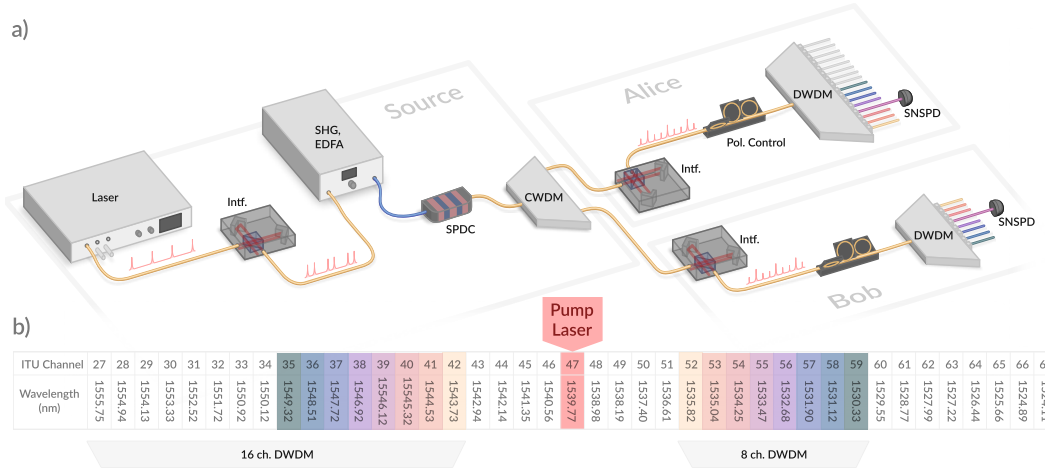 a)
Source
Alice
Bob
Laser
Intf.
SHG,
EDFA
SPDC
CWDM
Intf.
Pol. Control
DWDM
SNSPD
Intf.
DWDM
SNSPD
b)
Pump
Laser
ITU Channel 27 28 29 33 31 32 33 34 35 36 37 38 39 40 41 42 43 44 45 46 47 48 49 50 51 52 53 54 55 56 57 58 59 60 61 62 63 64 65 66
Wavelength
(nm)
1555.75 1554.94 1554.13 1553.33 1552.52 1551.72 1550.92 1550.12 1549.32 1548.51 1547.72 1546.92 1546.12 15545.32 1544.53 1543.73 1542.94 1542.14 1541.35 1540.56 1539.77 1538.98 1538.19 1537.40 1536.61 1535.82 1535.04 1534.25 1533.47 1532.68 1531.90 1531.12 1530.33 1529.55 1528.77 1527.99 1527.22 1526.44 1525.66 1524.89
16 ch. DWDM
8 ch. DWDM